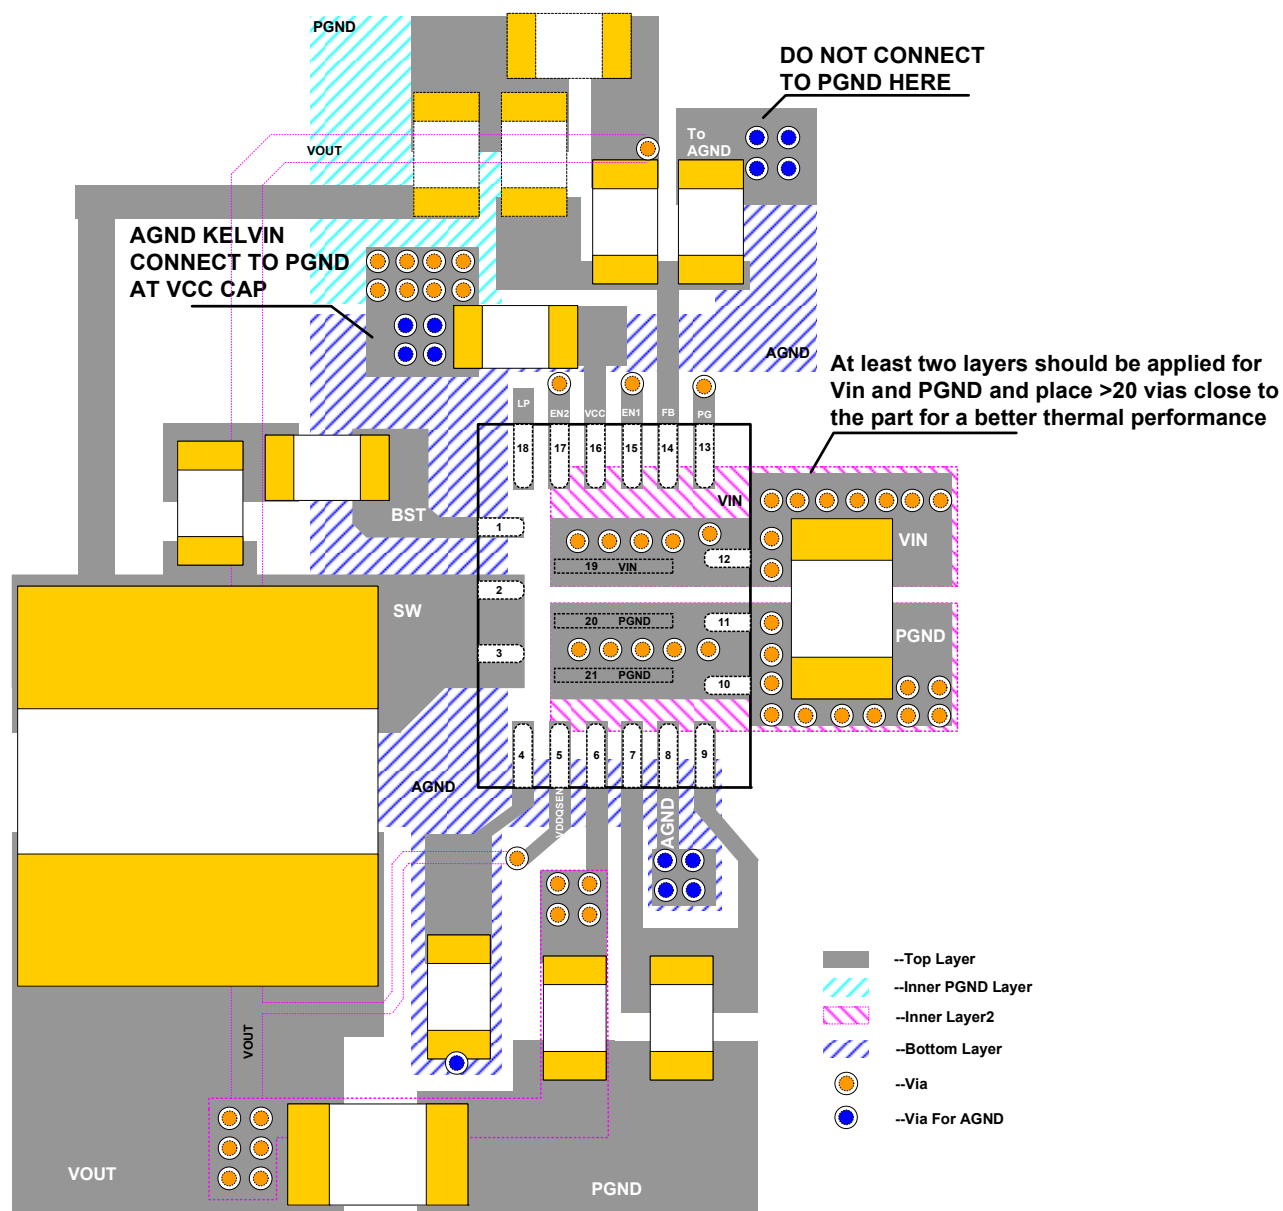 PGND
DO NOT CONNECT
TO PGND HERE
To
AGND
VOUT
AGND KELVIN
CONNECT TO PGND
AT VCC CAP
AGND
At least two layers should be applied for
Vin and PGND and place >20 vias close to
the part for a better thermal performance
LP
EN2
VCC
EN1
FB
PG
18
17
16
15
14
13
VIN
BST
1
VIN
12
19 VIN
2
SW
20 PGND
11
PGND
3
21 PGND
10
4
5
6
7
8
9
AGND
VDDQSEN
AGND
--Top Layer
--Inner PGND Layer
--Inner Layer2
VOUT
--Bottom Layer
--Via
--Via For AGND
VOUT
PGND